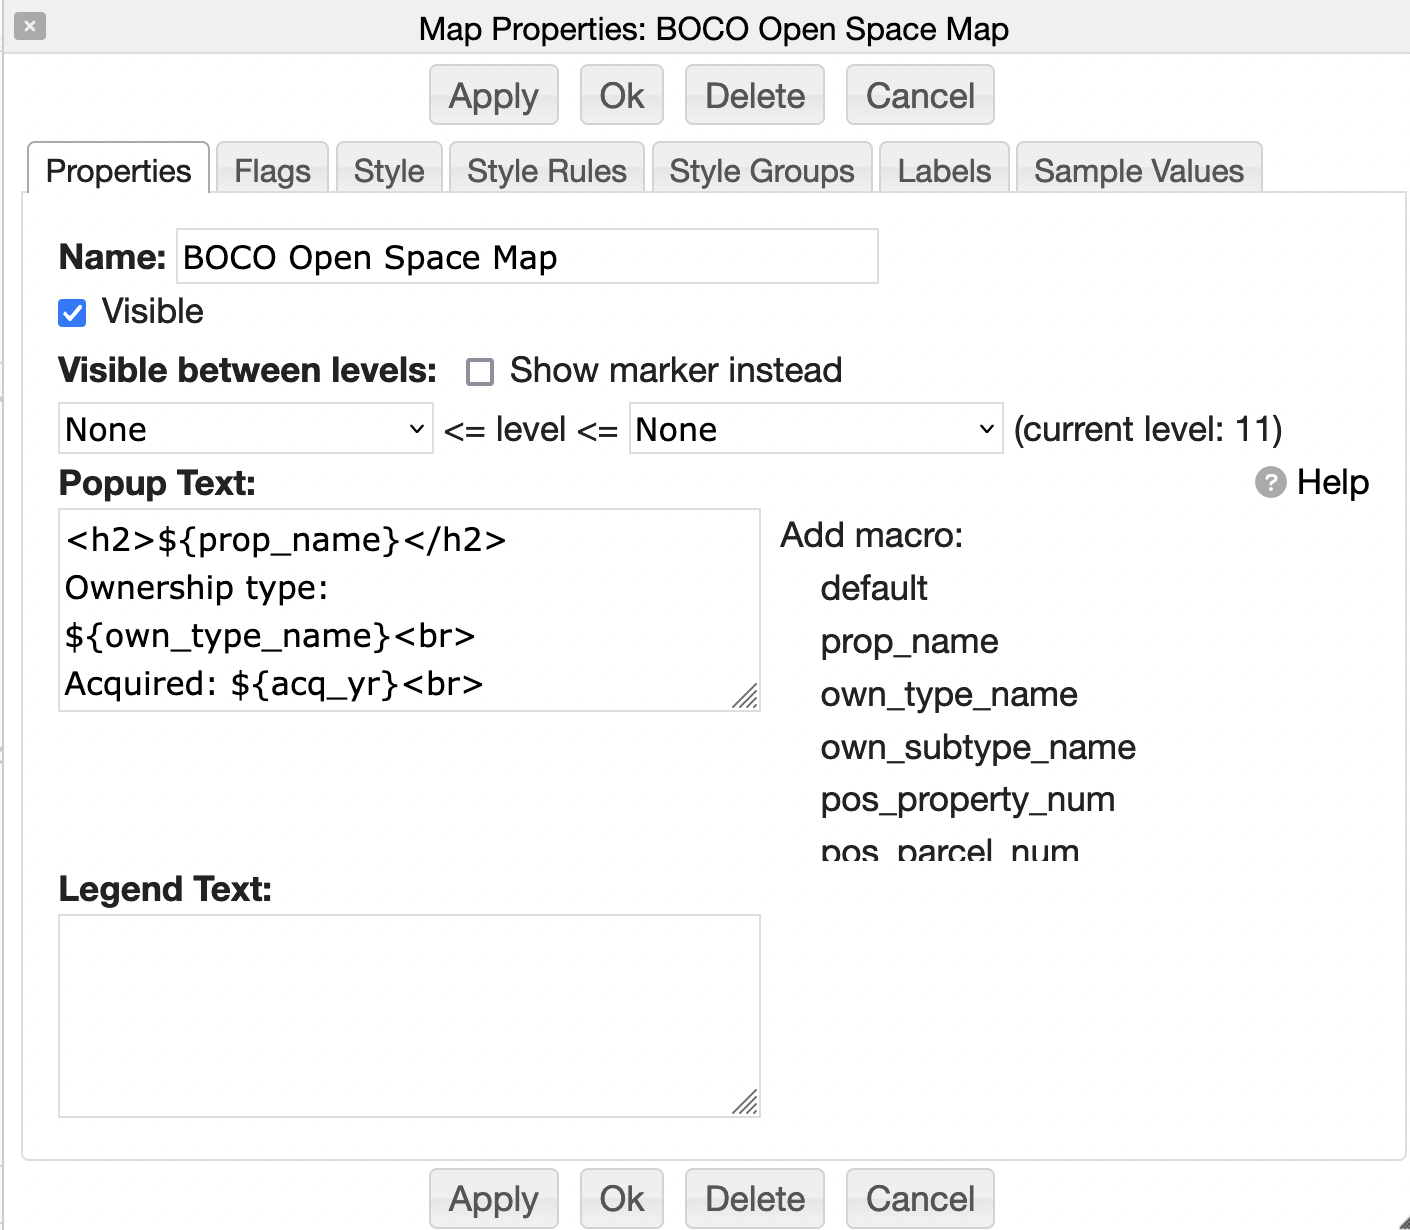 Map Properties: BOCO Open Space Map
Apply Ok Delete Cancel
Properties Flags Style Style Rules Style Groups Labels Sample Values
Name: BOCO Open Space Map
Visible
Visible between levels: Show marker instead
None <= level <= None (current level: 11)
Popup Text: ? Help
<h2>${prop_name}</h2>
Ownership type:
${own_type_name}<br>
Acquired: ${acq_yr}<br>
Add macro:
default
prop_name
own_type_name
own_subtype_name
pos_property_num
pos_parcel_num
Legend Text:
Apply Ok Delete Cancel